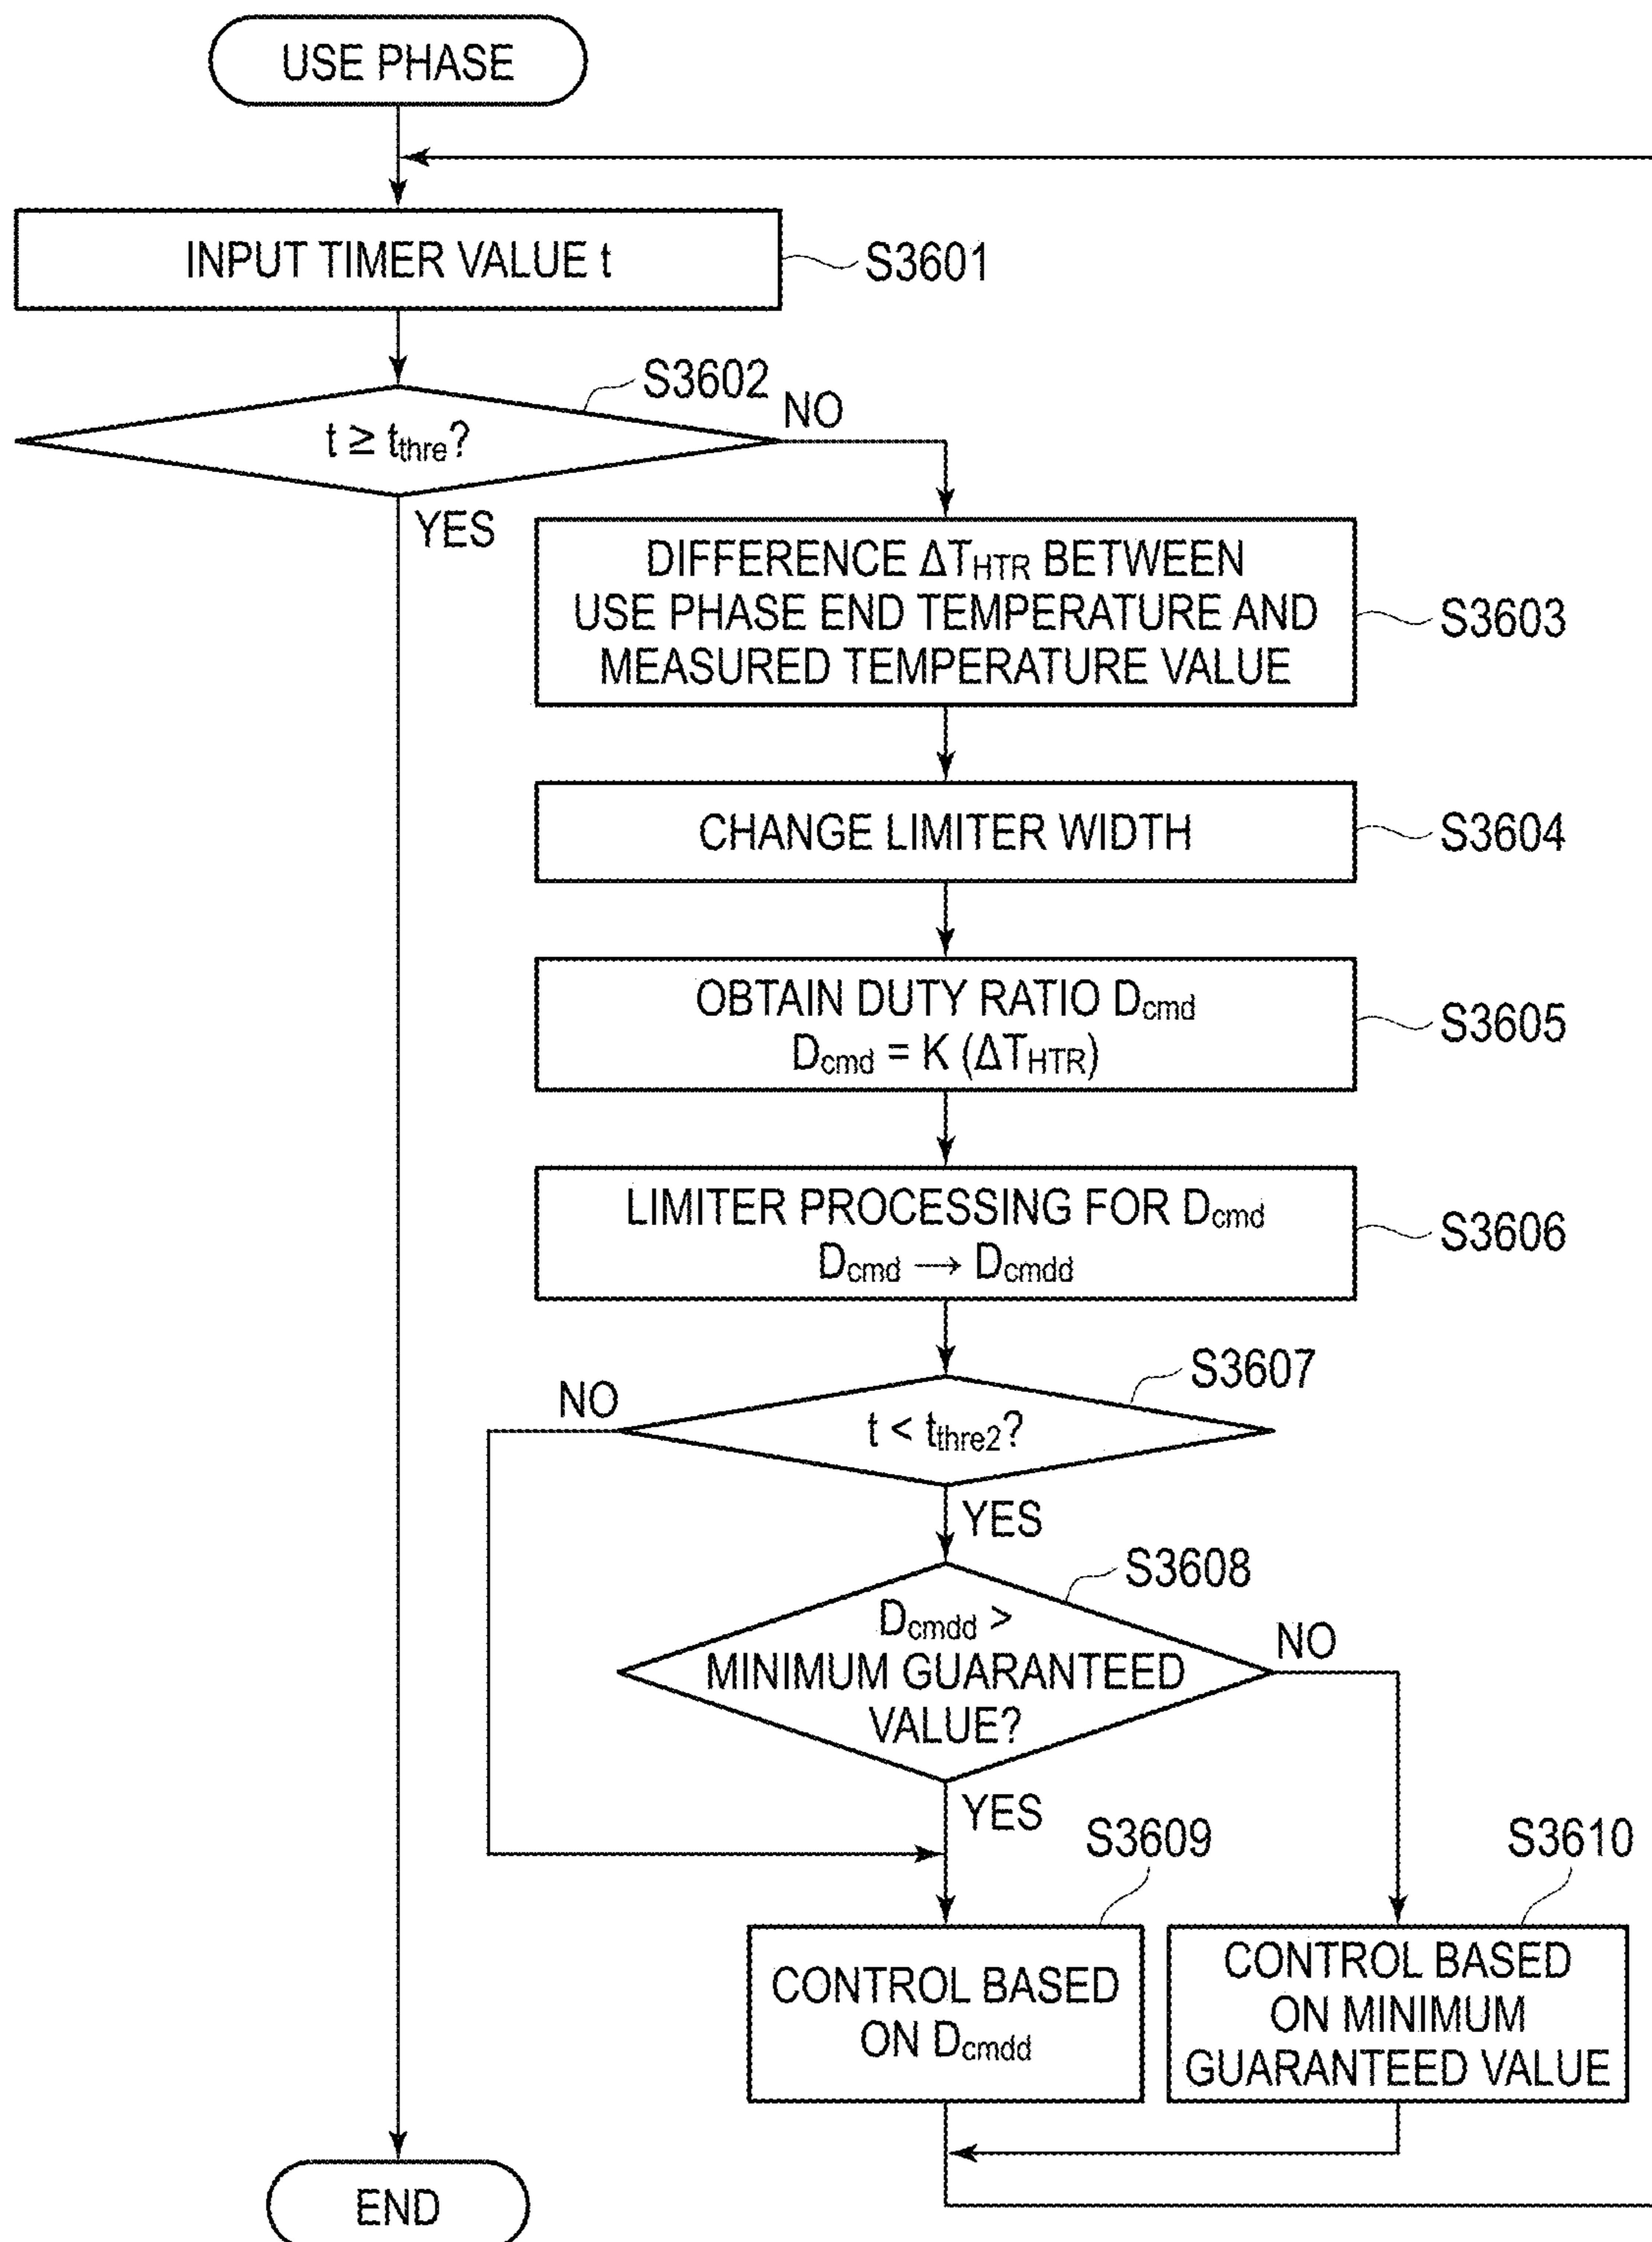 USE PHASE
INPUT TIMER VALUE t
S3601
S3602
t ≥ tthre?
NO
YES
DIFFERENCE ΔTHTR BETWEEN
USE PHASE END TEMPERATURE AND
MEASURED TEMPERATURE VALUE
S3603
CHANGE LIMITER WIDTH
S3604
OBTAIN DUTY RATIO Dcmd
Dcmd = K (ΔTHTR)
S3605
LIMITER PROCESSING FOR Dcmd
Dcmd → Dcmdd
S3606
S3607
NO
t < tthre2?
YES
S3608
Dcmdd >
MINIMUM GUARANTEED
VALUE?
NO
YES
S3609
S3610
CONTROL BASED
ON Dcmdd
CONTROL BASED
ON MINIMUM
GUARANTEED VALUE
END